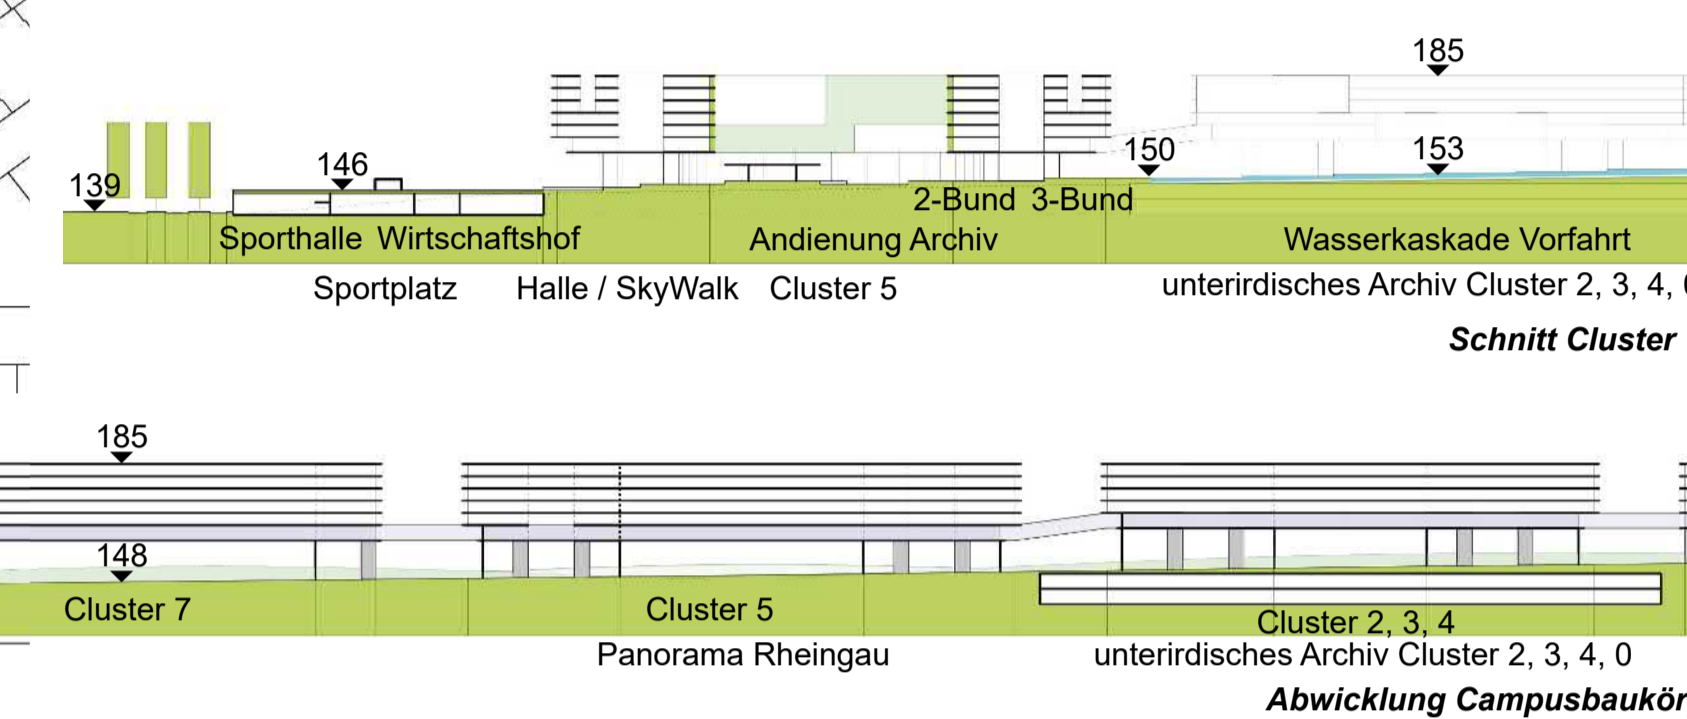 185
139 146 150 153
2-Bund 3-Bund
Sporthalle Wirtschaftshof Andienung Archiv Wasserkaskade Vorfahrt
Sportplatz Halle / SkyWalk Cluster 5 unterirdisches Archiv Cluster 2, 3, 4,
Schnitt Cluster
185
148
Cluster 7 Cluster 5 Cluster 2, 3, 4
Panorama Rheingau unterirdisches Archiv Cluster 2, 3, 4, 0
Abwicklung Campusbaukör